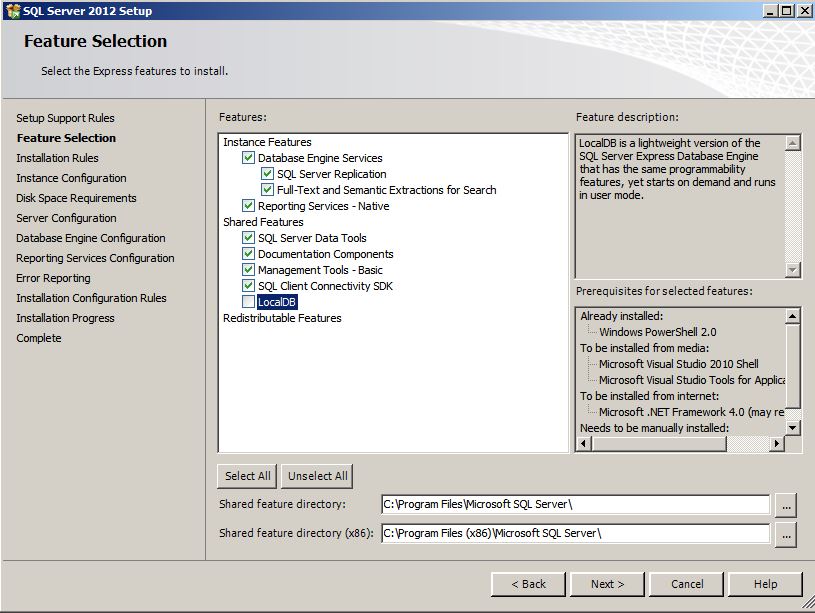 SQL Server 2012 Setup
Feature Selection
Select the Express features to install.
Setup Support Rules
Feature Selection
Installation Rules
Instance Configuration
Disk Space Requirements
Server Configuration
Database Engine Configuration
Reporting Services Configuration
Error Reporting
Installation Configuration Rules
Installation Progress
Complete
Features:
Instance Features
Database Engine Services
SQL Server Replication
Full-Text and Semantic Extractions for Search
Reporting Services - Native
Shared Features
SQL Server Data Tools
Documentation Components
Management Tools - Basic
SQL Client Connectivity SDK
LocalDB
Redistributable Features
Feature description:
LocalDB is a lightweight version of the
SQL Server Express Database Engine
that has the same programmability
features, yet starts on demand and runs
in user mode.
Prerequisites for selected features:
Already installed:
Windows PowerShell 2.0
To be installed from media:
Microsoft Visual Studio 2010 Shell
Microsoft Visual Studio Tools for Applica
To be installed from internet:
Microsoft .NET Framework 4.0 (may re
Needs to be manually installed:
Select All
Unselect All
Shared feature directory:
C:\Program Files\Microsoft SQL Server\
...
Shared feature directory (x86):
C:\Program Files (x86)\Microsoft SQL Server\
...
< Back
Next >
Cancel
Help